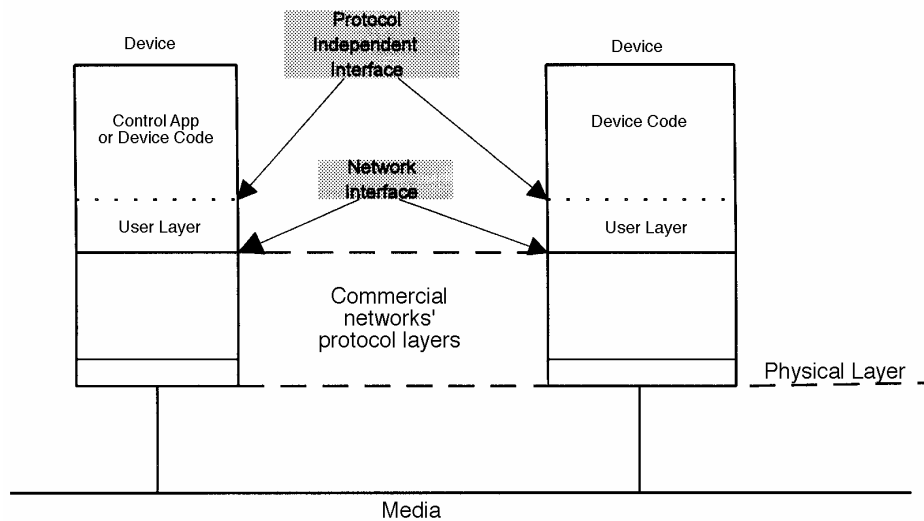 Protocol
Independent
Interface
Device
Device
Control App
or Device Code
Device Code
Network
Interface
User Layer
User Layer
Commercial
networks'
protocol layers
Physical Layer
Media